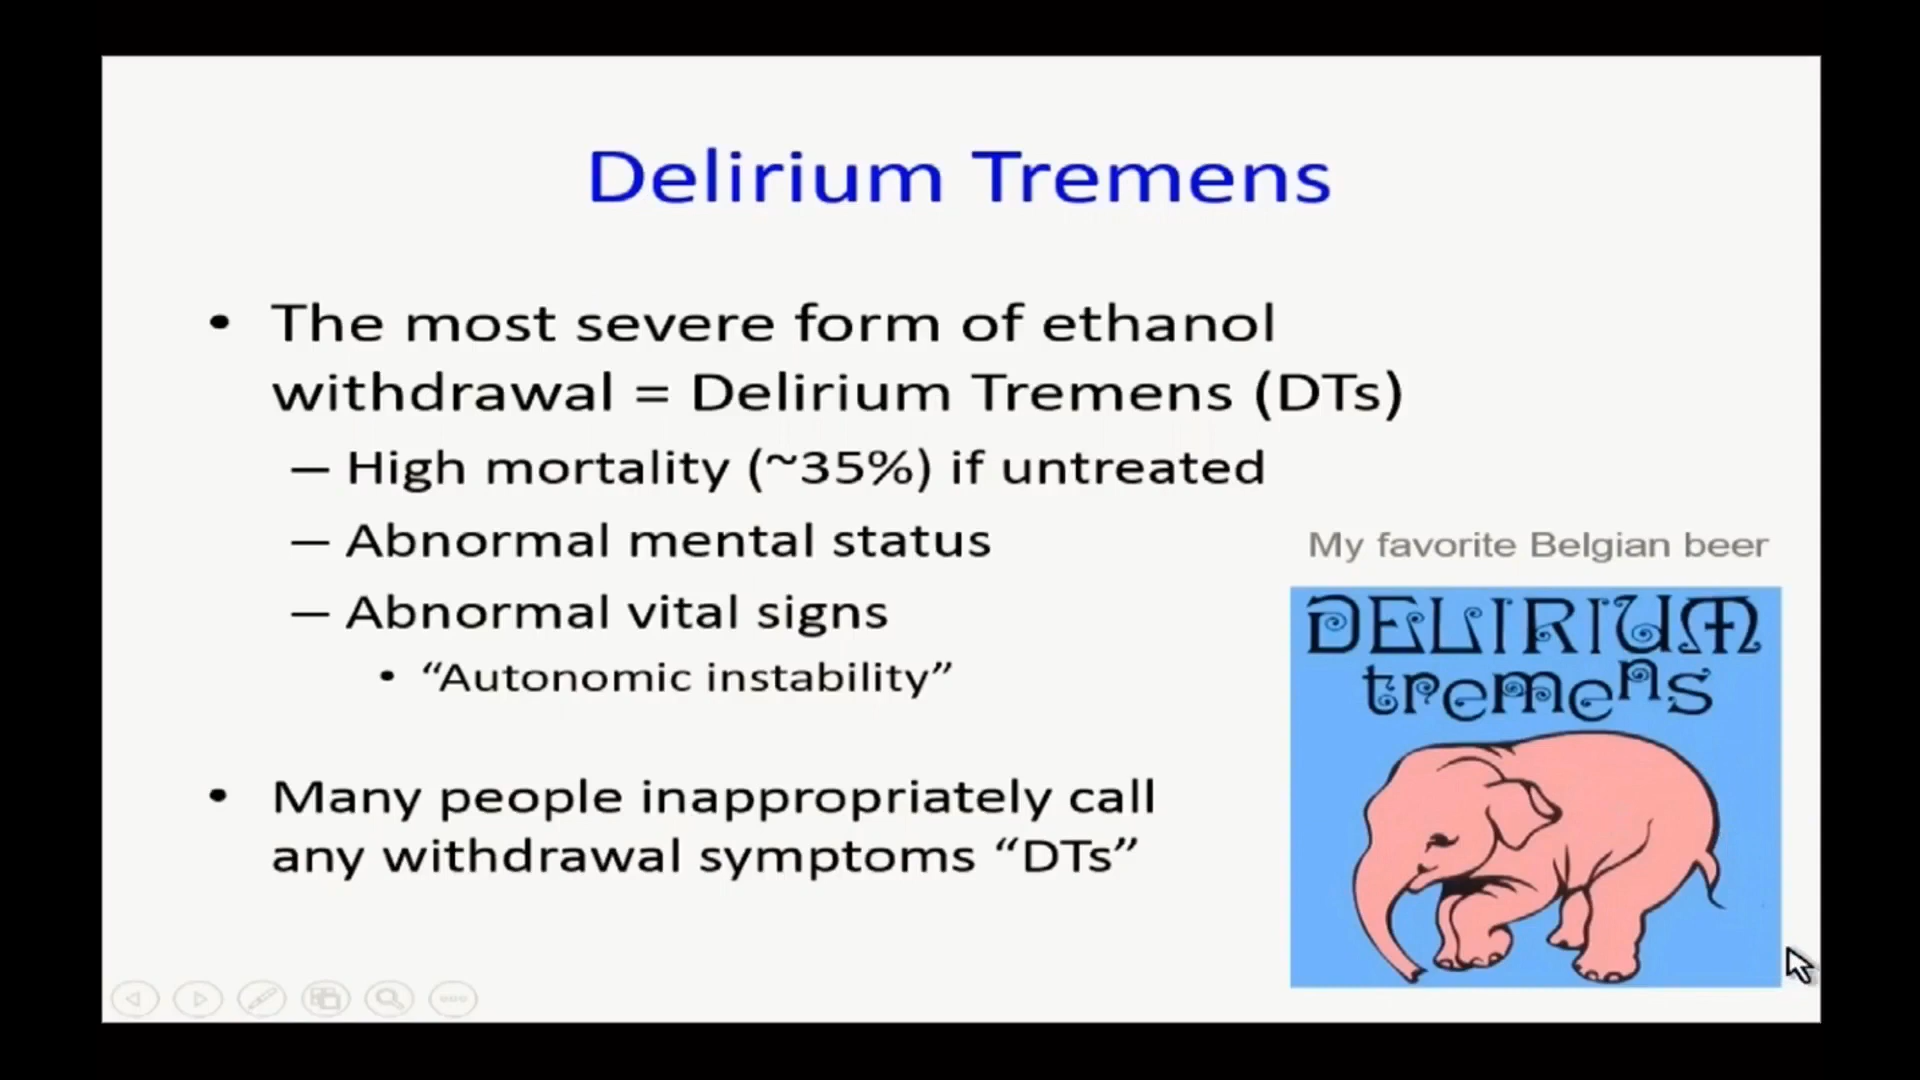 Delirium Tremens
• The most severe form of ethanol
withdrawal = Delirium Tremens (DTs)
– High mortality (~35%) if untreated
– Abnormal mental status
– Abnormal vital signs
• “Autonomic instability”
• Many people inappropriately call
any withdrawal symptoms “DTs”
My favorite Belgian beer
DELIRIUM
tremens